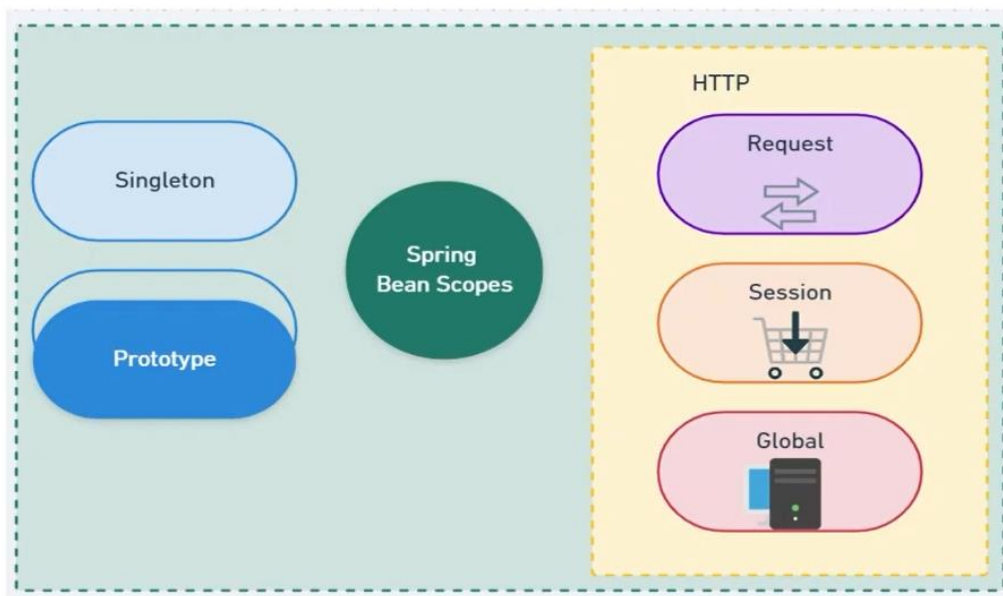 Singleton
Prototype
Spring
Bean Scopes
HTTP
Request
Session
Global